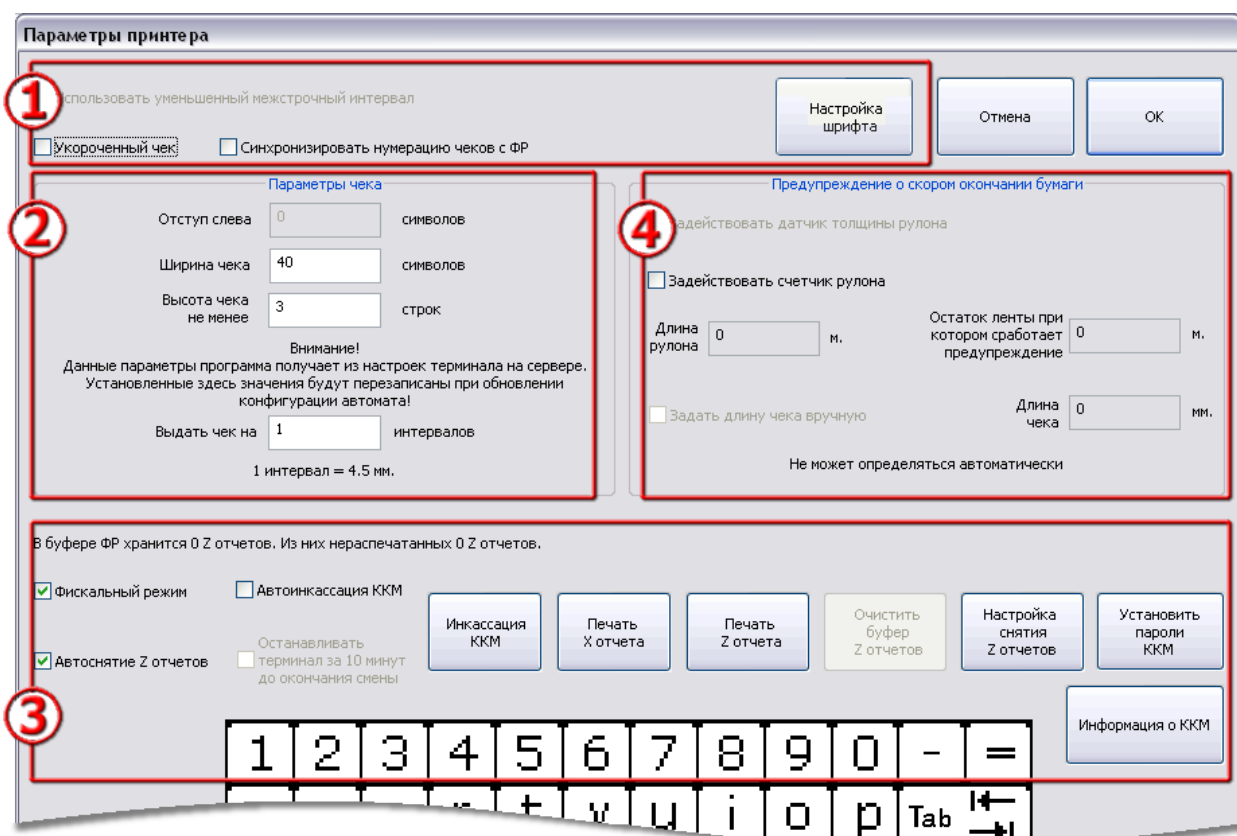 Параметры принтера
1
спользовать уменьшенный межстрочный интервал
Настройка
шрифта
Отмена
ОК
Укороченный чек
Синхронизировать нумерацию чеков с ФР
2
Параметры чека
Отступ слева 0 символов
Ширина чека 40 символов
Высота чека
не менее 3 строк
Внимание!
Данные параметры программа получает из настроек терминала на сервере.
Установленные здесь значения будут перезаписаны при обновлении
конфигурации автомата!
Выдать чек на 1 интервалов
1 интервал = 4.5 мм.
4
Предупреждение о скором окончании бумаги
адействовать датчик толщины рулона
Задействовать счетчик рулона
Длина
рулона 0 м.
Остаток ленты при
котором сработает
предупреждение 0 м.
Задать длину чека вручную
Длина
чека 0 мм.
Не может определяться автоматически
В буфере ФР хранится 0 Z отчетов. Из них нераспечатанных 0 Z отчетов.
Фискальный режим
Автоинкассация ККМ
Автоснятие Z отчетов
Останавливать
терминал за 10 минут
до окончания смены
Инкассация
ККМ
Печать
X отчета
Печать
Z отчета
Очистить
буфер
Z отчетов
Настройка
снятия
Z отчетов
Установить
пароли
ККМ
Информация о ККМ
3
1 2 3 4 5 6 7 8 9 0 - =
t y u i o p Tab